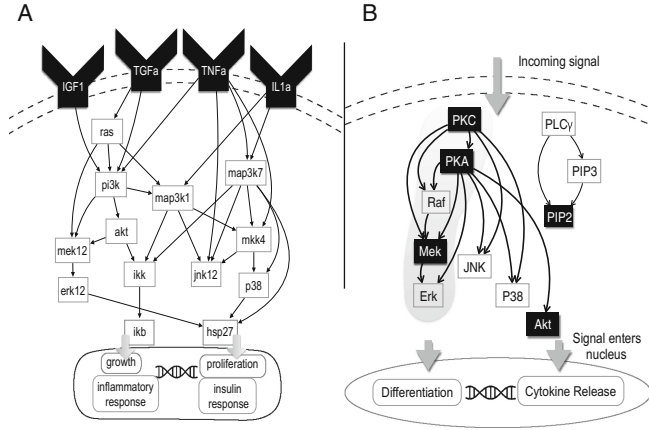 A
IGF1
TGFa
TNFa
IL1a
ras
pi3k
map3k7
map3k1
akt
mkk4
mek12
ikk
jnk12
p38
erk12
ikb
hsp27
growth
proliferation
inflammatory
response
insulin
response
B
Incoming signal
PKC
PLCγ
PKA
PIP3
Raf
PIP2
Mek
JNK
Erk
P38
Akt
Signal enters
nucleus
Differentiation
Cytokine Release